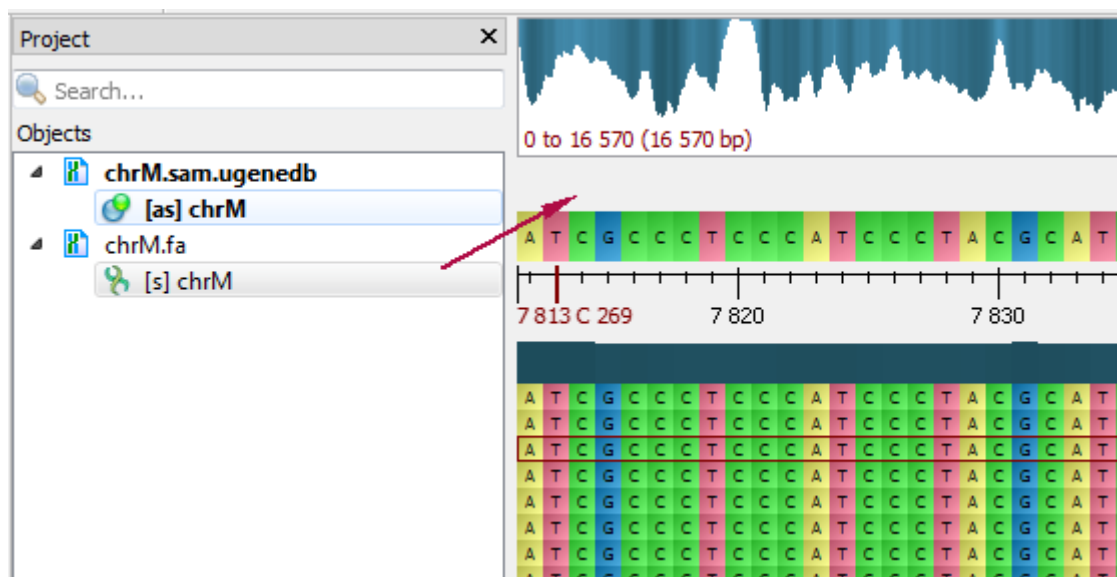 Project
Search...
Objects
chrM.sam.ugenedb
[as] chrM
chrM.fa
[s] chrM
0 to 16 570 (16 570 bp)
A T C G C C C T C C C A T C C C T A C G C A T
7 813 C 269 7 820 7 830
A T C G C C C T C C C A T C C C T A C G C A T
A T C G C C C T C C C A T C C C T A C G C A T
A T C G C C C T C C C A T C C C T A C G C A T
A T C G C C C T C C C A T C C C T A C G C A T
A T C G C C C T C C C A T C C C T A C G C A T
A T C G C C C T C C C A T C C C T A C G C A T
A T C G C C C T C C C A T C C C T A C G C A T
A T C G C C C T C C C A T C C C T A C G C A T